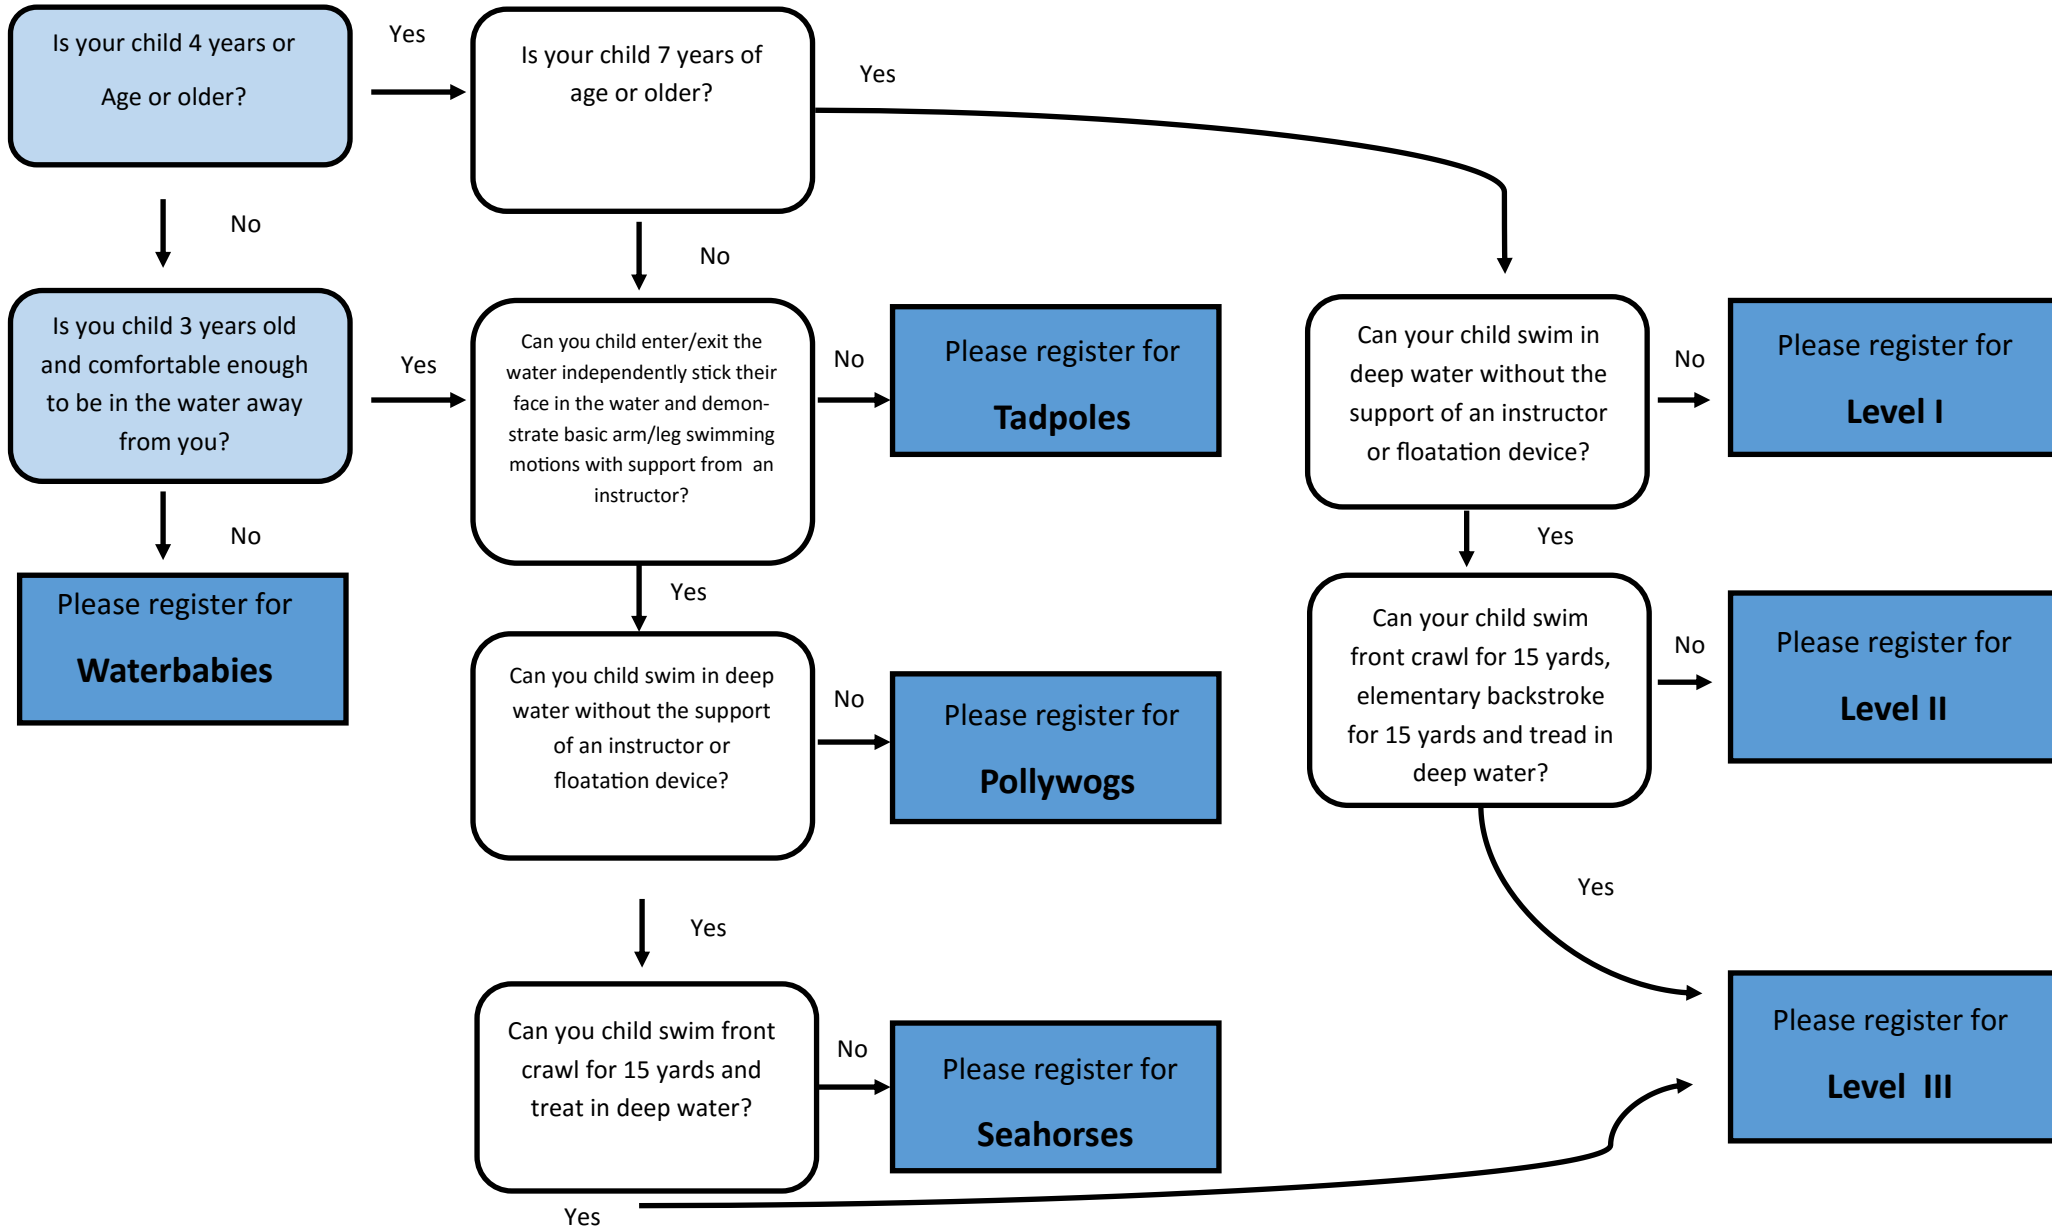 Is your child 4 years or
Age or older?
Yes
Is your child 7 years of
age or older?
Yes
No
No
Is you child 3 years old
and comfortable enough
to be in the water away
from you?
Yes
Can you child enter/exit the
water independently stick their
face in the water and demon-
strate basic arm/leg swimming
motions with support from an
instructor?
No
Please register for
Tadpoles
Can your child swim in
deep water without the
support of an instructor
or floatation device?
No
Please register for
Level I
No
Yes
Yes
Please register for
Waterbabies
Can you child swim in deep
water without the support
of an instructor or
floatation device?
No
Please register for
Pollywogs
Can your child swim
front crawl for 15 yards,
elementary backstroke
for 15 yards and tread in
deep water?
No
Please register for
Level II
Yes
Yes
Can you child swim front
crawl for 15 yards and
treat in deep water?
No
Please register for
Seahorses
Please register for
Level III
Yes